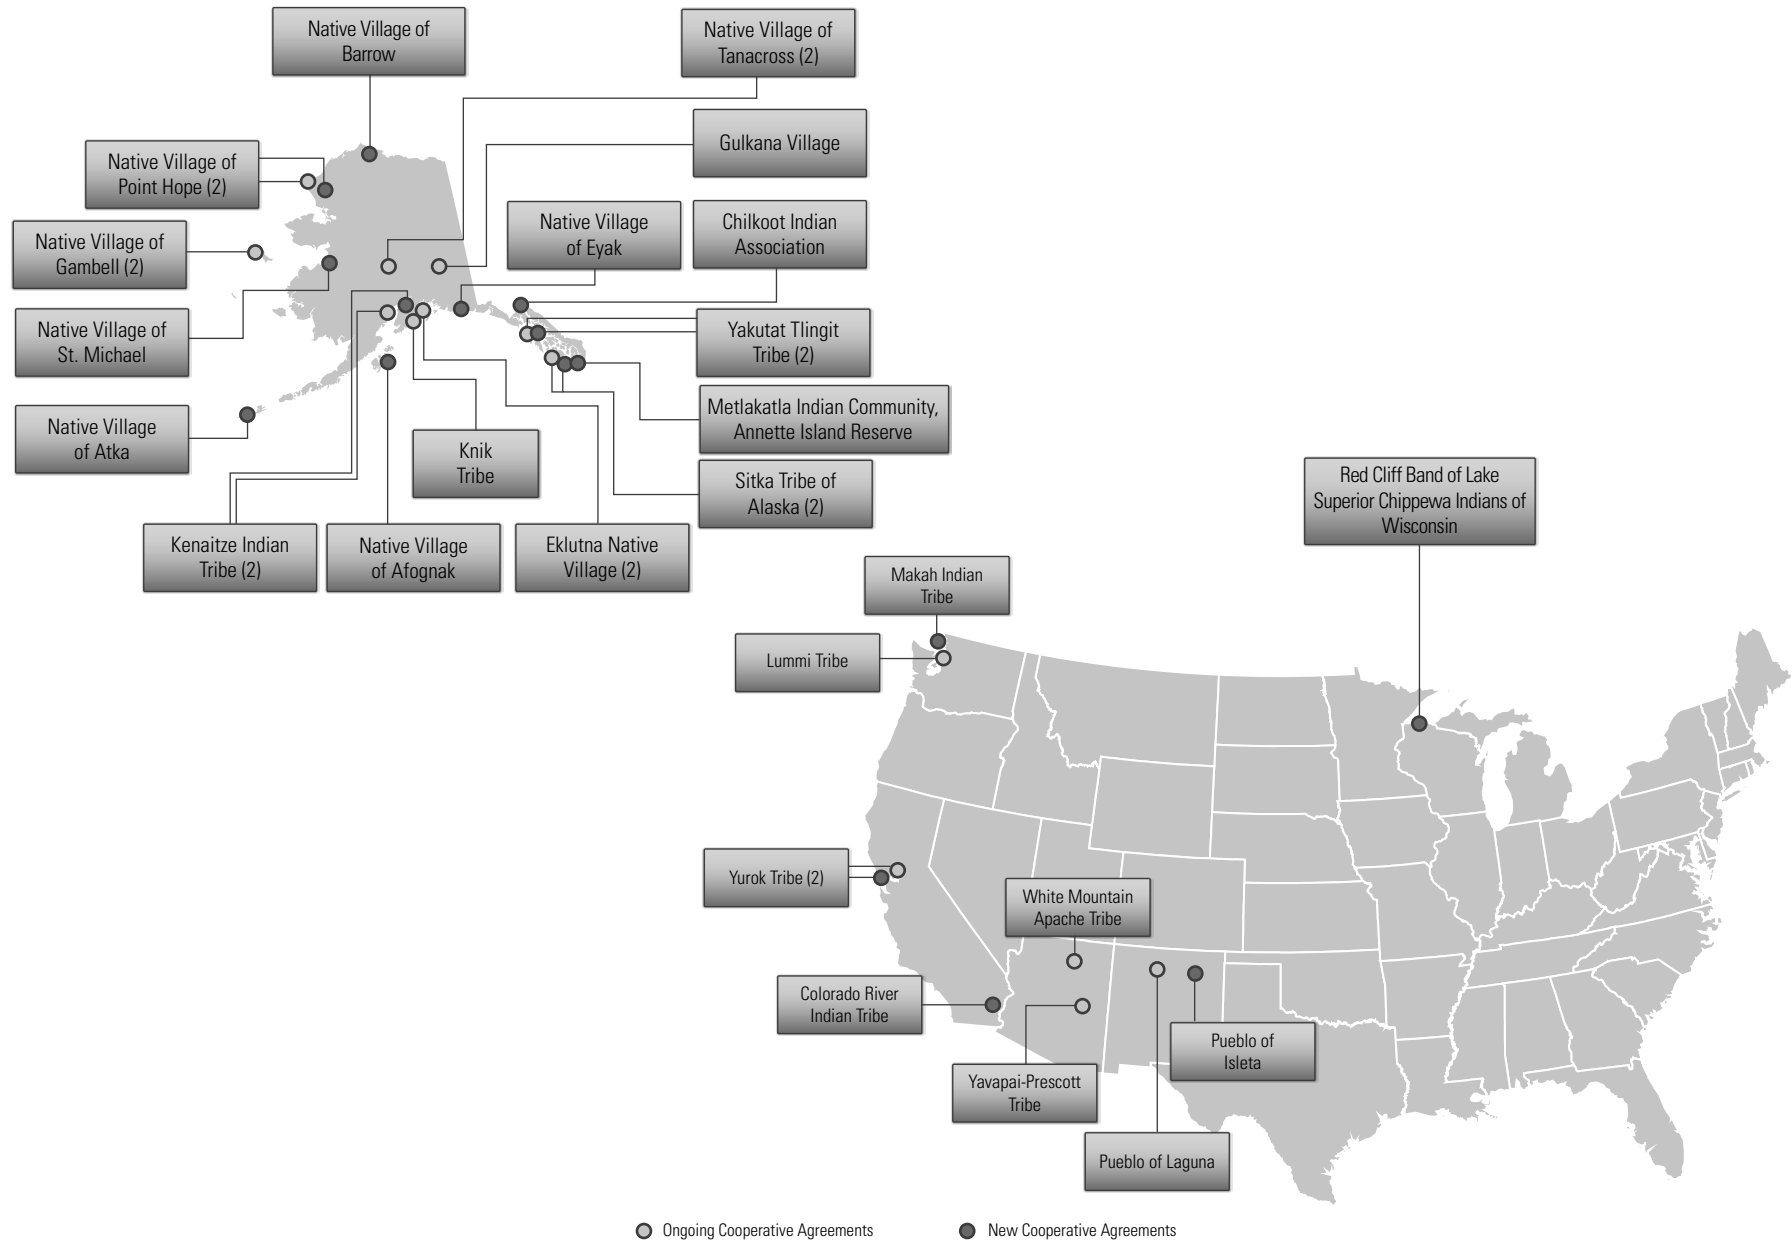 Native Village of
Barrow
Native Village of
Tanacross (2)
Gulkana Village
Native Village of
Point Hope (2)
Native Village
of Eyak
Chilkoot Indian
Association
Native Village of
Gambell (2)
Native Village of
St. Michael
Yakutat Tlingit
Tribe (2)
Metlakatla Indian Community,
Annette Island Reserve
Native Village
of Atka
Knik
Tribe
Sitka Tribe of
Alaska (2)
Kenaitze Indian
Tribe (2)
Native Village
of Afognak
Eklutna Native
Village (2)
Red Cliff Band of Lake
Superior Chippewa Indians of
Wisconsin
Makah Indian
Tribe
Lummi Tribe
Yurok Tribe (2)
White Mountain
Apache Tribe
Colorado River
Indian Tribe
Pueblo of
Isleta
Yavapai-Prescott
Tribe
Pueblo of Laguna
Ongoing Cooperative Agreements
New Cooperative Agreements